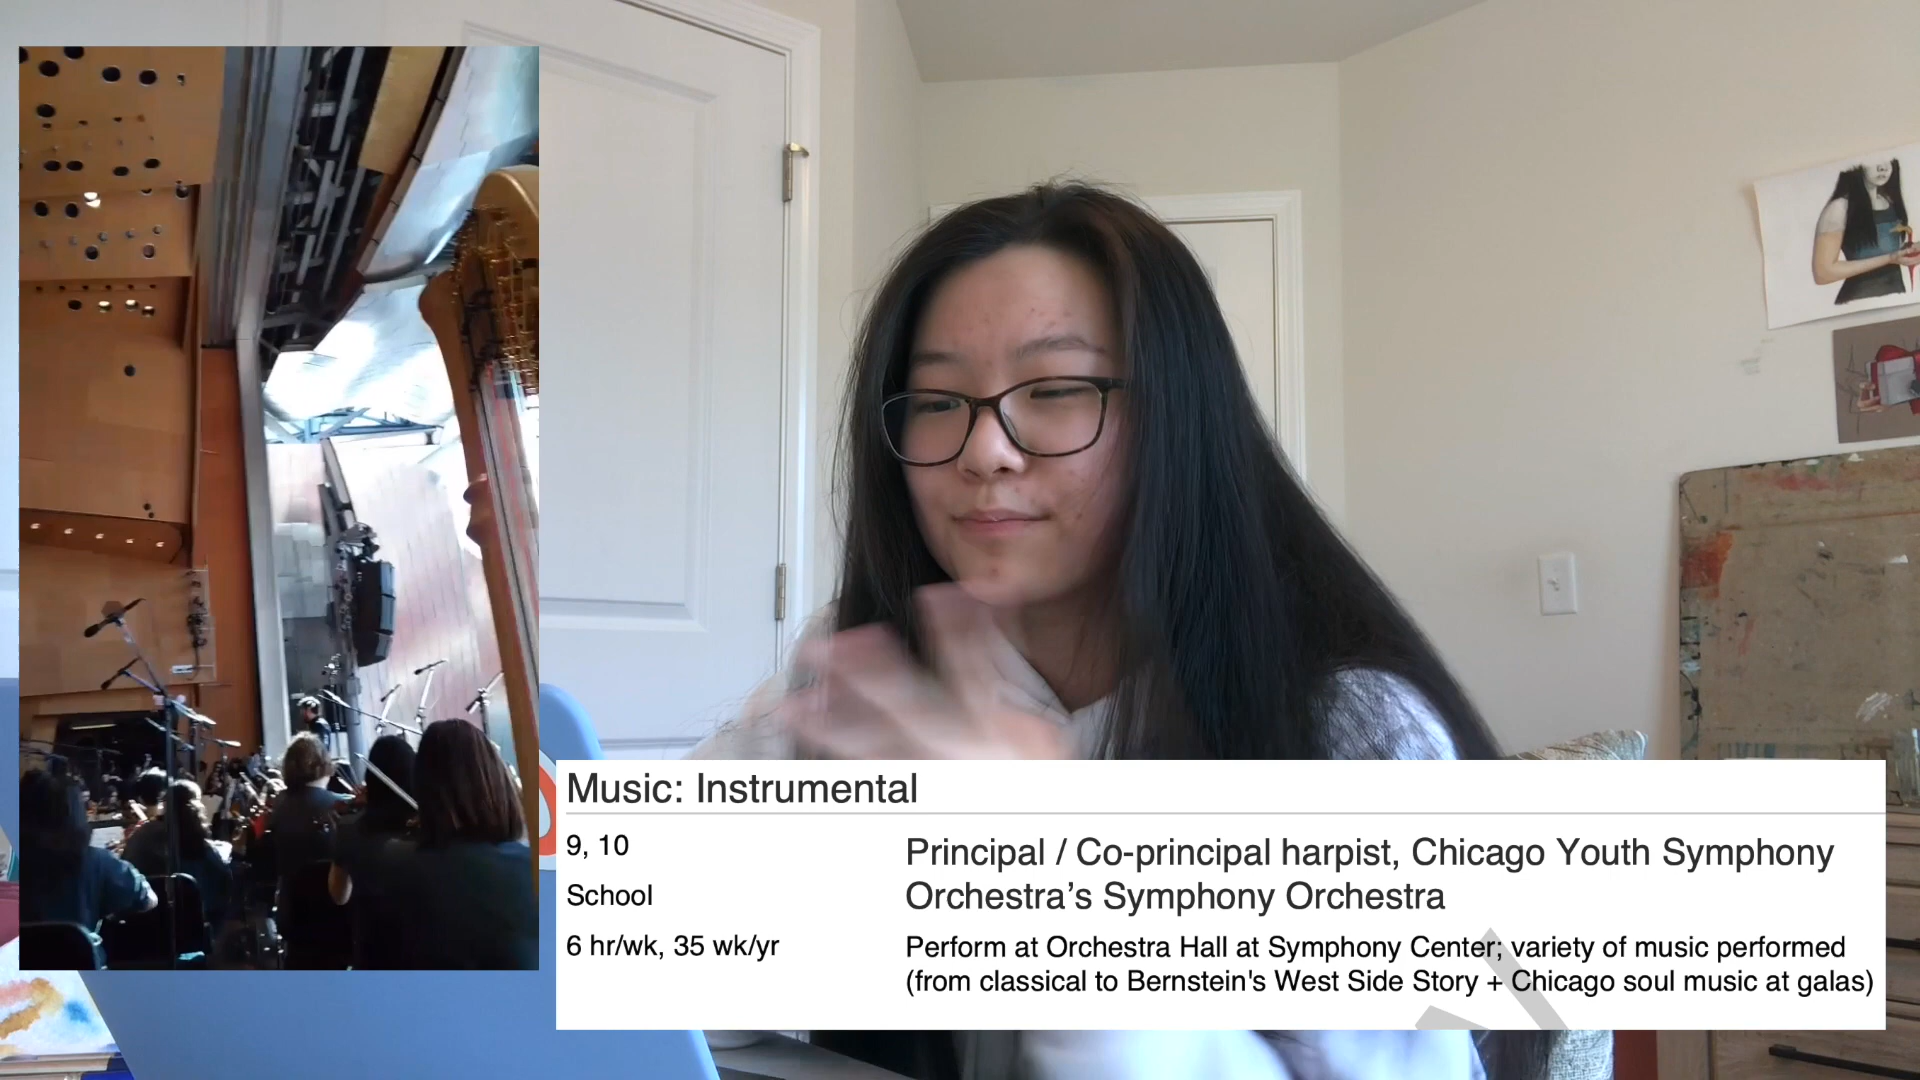 Music: Instrumental
9, 10
School
6 hr/wk, 35 wk/yr
Principal / Co-principal harpist, Chicago Youth Symphony
Orchestra’s Symphony Orchestra
Perform at Orchestra Hall at Symphony Center; variety of music performed
(from classical to Bernstein's West Side Story + Chicago soul music at galas)